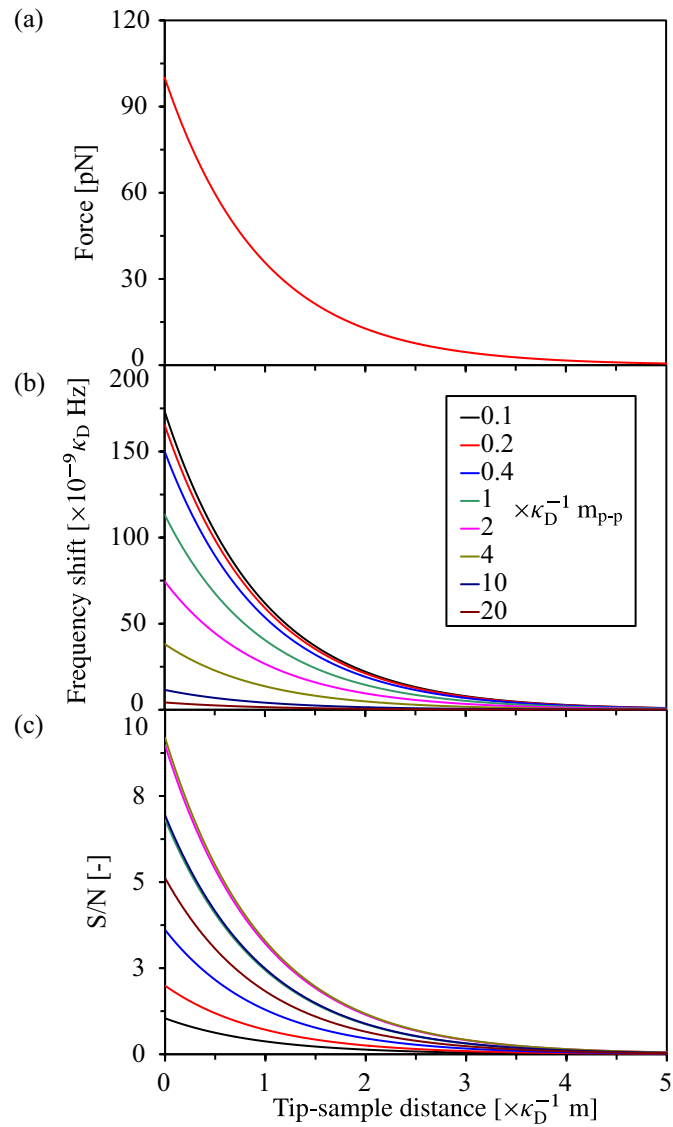 (a)
120
90
60
30
0
Force [pN]
(b)
200
150
100
50
0
Frequency shift [×10⁻⁹κ_D Hz]
0.1
0.2
0.4
1
2
4
10
20
×κ_D⁻¹ m_p-p
(c)
10
8
5
3
0
S/N [-]
0 1 2 3 4 5
Tip-sample distance [×κ_D⁻¹ m]